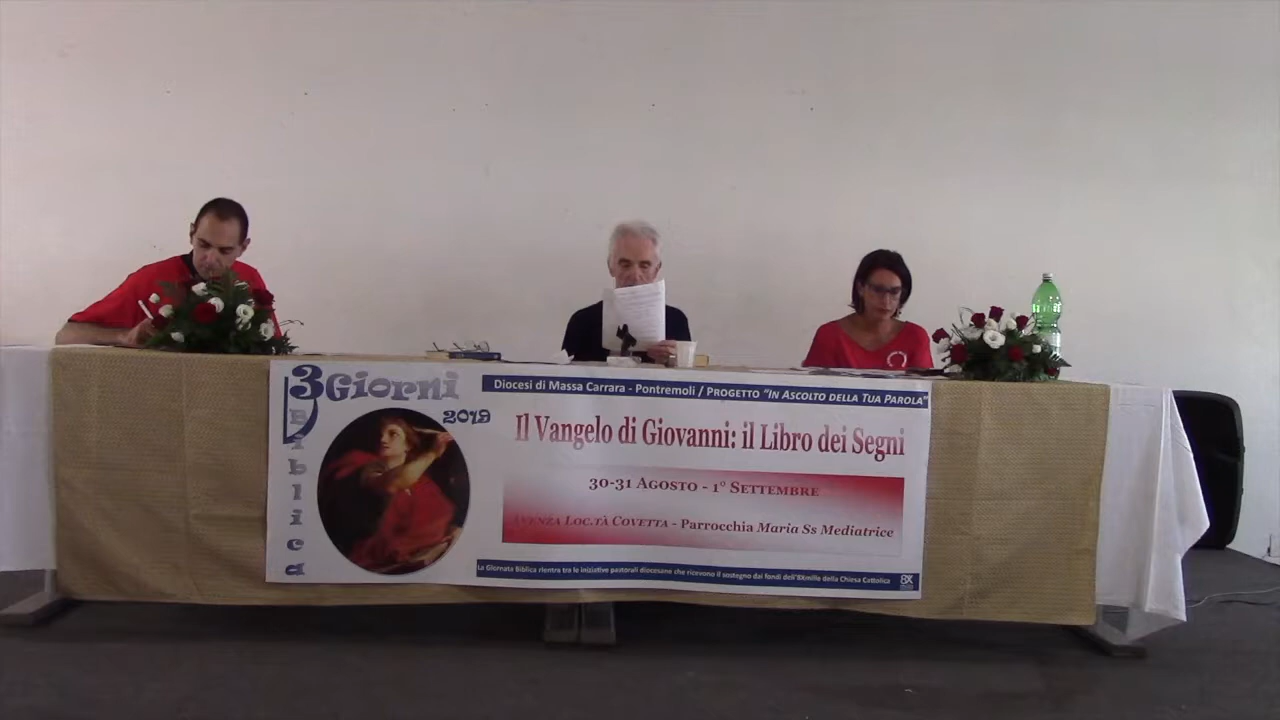 3 Giorni
Biblica
2019
Diocesi di Massa Carrara - Pontremoli / PROGETTO "IN ASCOLTO DELLA TUA PAROLA"
Il Vangelo di Giovanni: il Libro dei Segni
30-31 AGOSTO - 1° SETTEMBRE
AVENZA LOC.TÀ COVETTA - PARROCCHIA Maria Ss Mediatrice
La Giornata Biblica rientra tra le iniziative pastorali diocesane che ricevono il sostegno dai fondi dell'8Xmille della Chiesa Cattolica